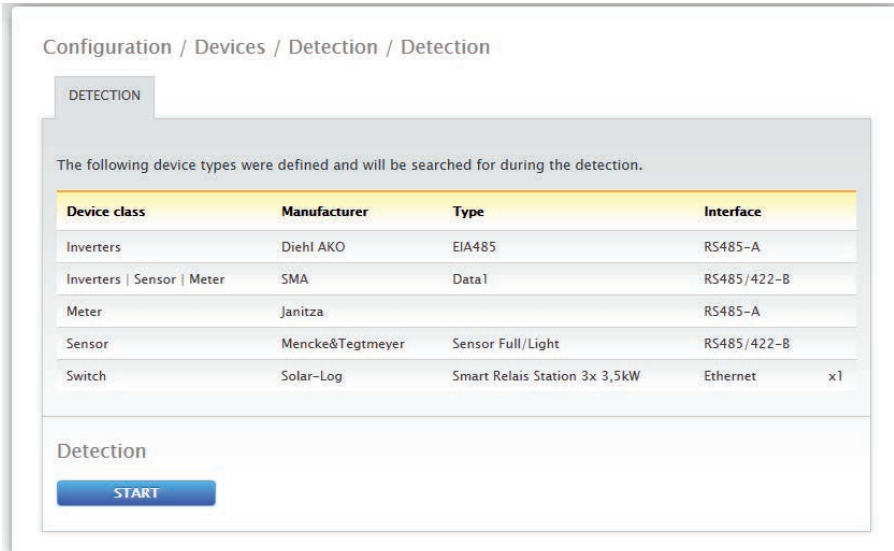 Configuration / Devices / Detection / Detection
DETECTION
The following device types were defined and will be searched for during the detection.
Device class Manufacturer Type Interface
Inverters Diehl AKO EIA485 RS485-A
Inverters | Sensor | Meter SMA Data1 RS485/422-B
Meter Janitza RS485-A
Sensor Mencke&Tegtmeyer Sensor Full/Light RS485/422-B
Switch Solar-Log Smart Relais Station 3x 3,5kW Ethernet x1
Detection
START